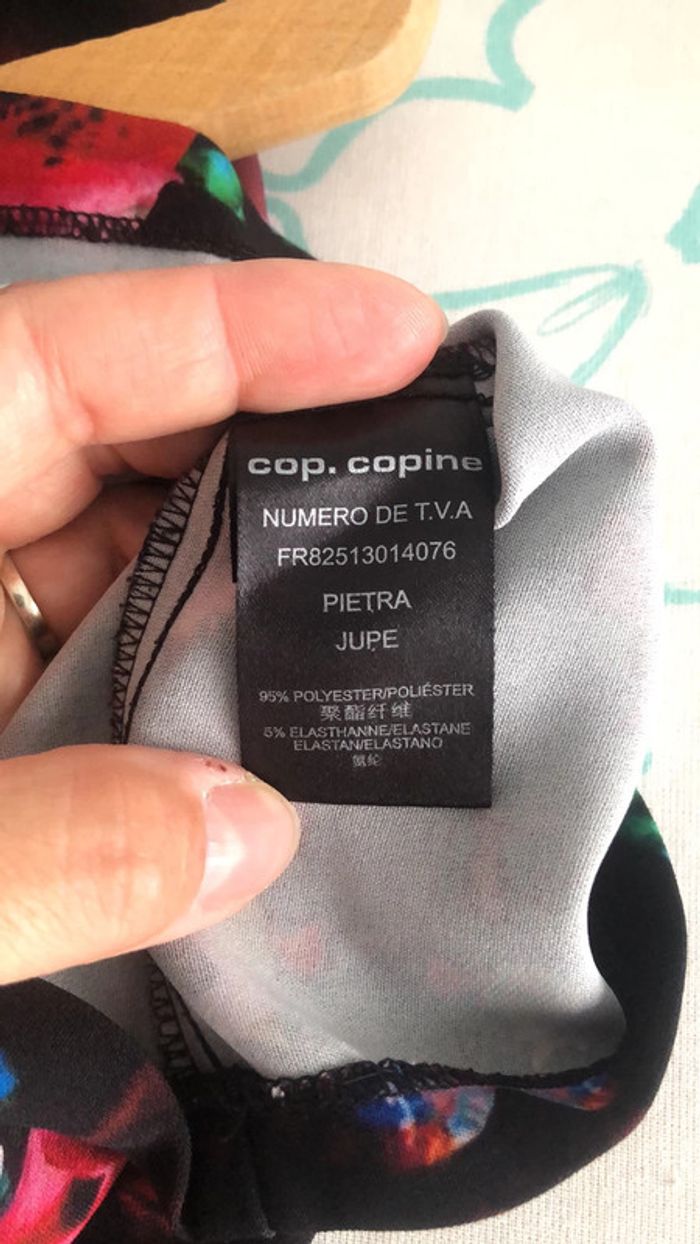 cop. copine
NUMERO DE T.V.A
FR82513014076
PIETRA
JUPE
95% POLYESTER/POLIÉSTER
聚酯纤维
5% ELASTHANNE/ELASTANE
ELASTAN/ELASTANO
氨纶